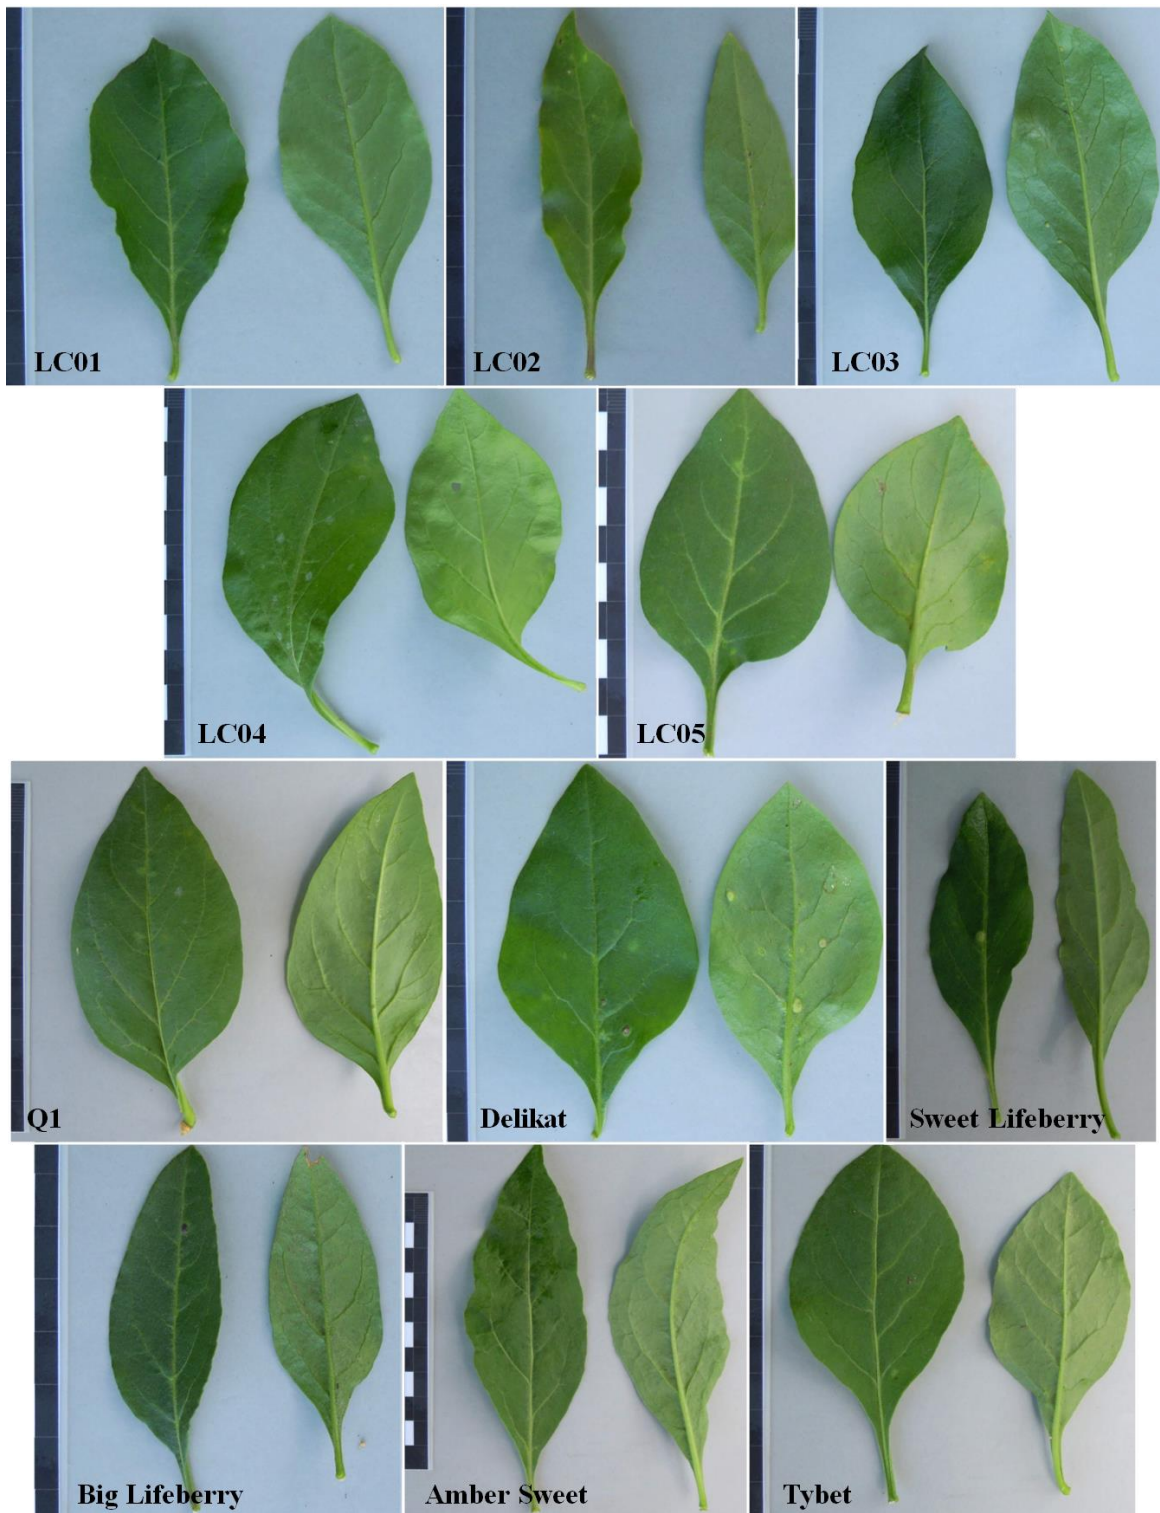 LC01
LC02
LC03
LC04
LC05
Q1
Delikat
Sweet Lifeberry
Big Lifeberry
Amber Sweet
Tybet